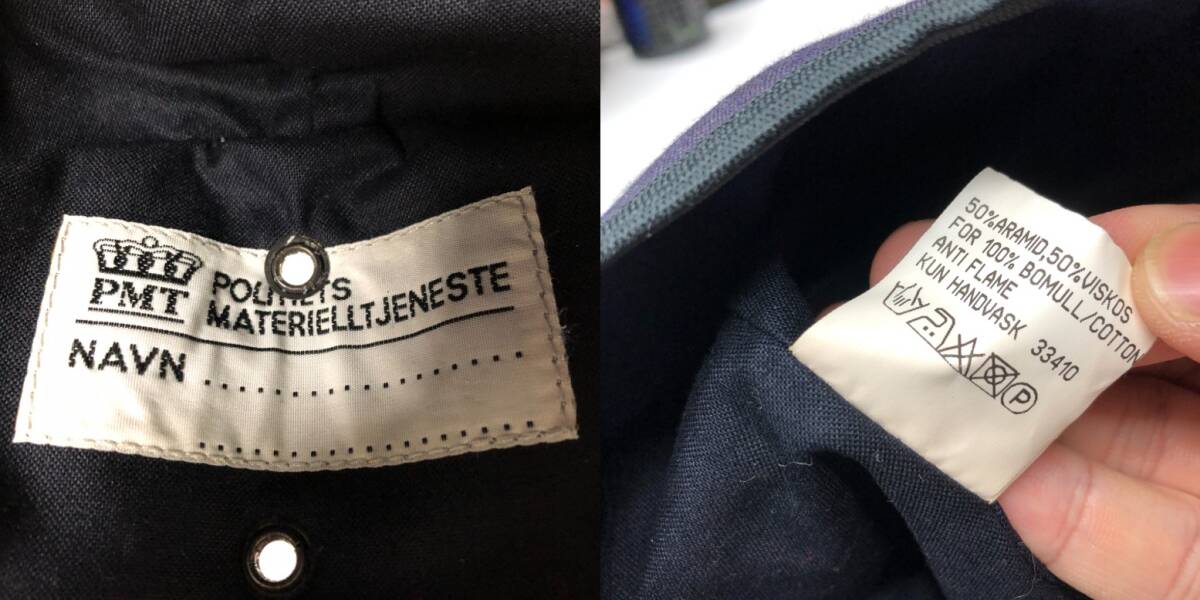 PMT
POLITIETS
MATERIELLTJENESTE
NAVN ..................
..................
50%ARAMID,50%VISKOS
FOR 100% BOMULL/COTTON
ANTI FLAME
KUN HANDVASK 33410
P